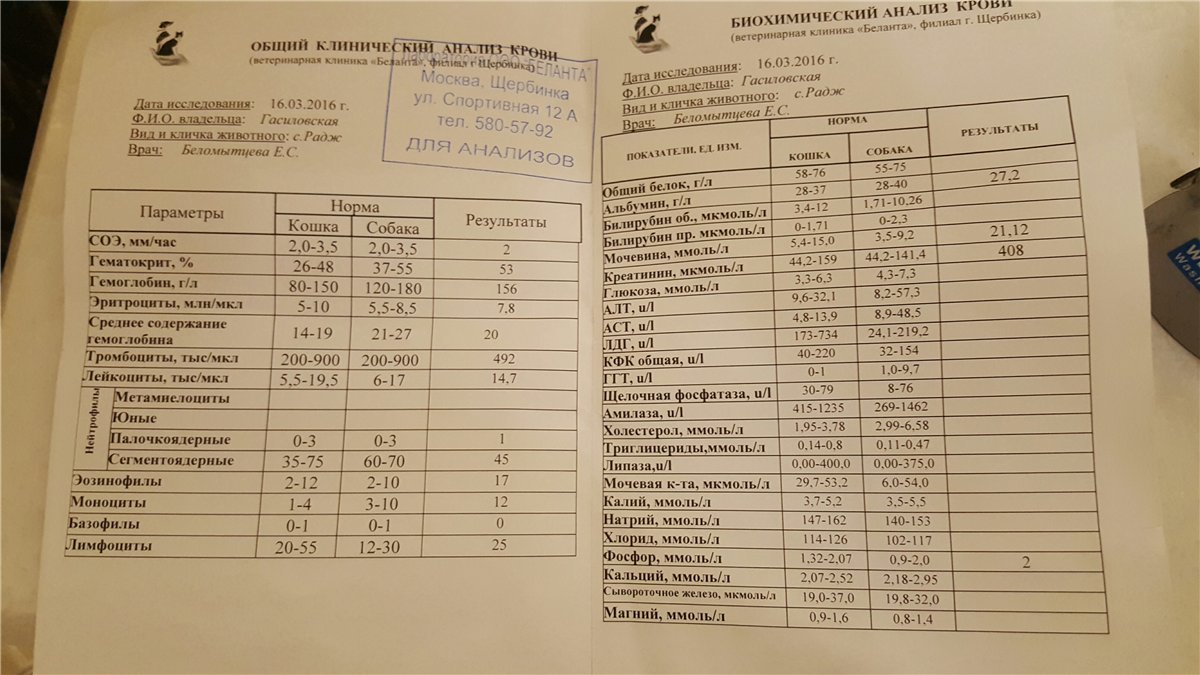 ОБЩИЙ КЛИНИЧЕСКИЙ АНАЛИЗ КРОВИ
(ветеринарная клиника «Беланта», филиал г Щербинка)
Лаборатория ООО "БЕЛАНТА"
Москва, Щербинка
ул. Спортивная 12 А
тел. 580-57-92
ДЛЯ АНАЛИЗОВ
Дата исследования: 16.03.2016 г.
Ф.И.О. владельца: Гасиловская
Вид и кличка животного: с.Радж
Врач: Беломытцева Е.С.
Параметры Норма Результаты
Кошка Собака
СОЭ, мм/час 2,0-3,5 2,0-3,5 2
Гематокрит, % 26-48 37-55 53
Гемоглобин, г/л 80-150 120-180 156
Эритроциты, млн/мкл 5-10 5,5-8,5 7,8
Среднее содержание гемоглобина 14-19 21-27 20
Тромбоциты, тыс/мкл 200-900 200-900 492
Лейкоциты, тыс/мкл 5,5-19,5 6-17 14,7
Нейтрофилы
Метамиелоциты
Юные
Палочкоядерные 0-3 0-3 1
Сегментоядерные 35-75 60-70 45
Эозинофилы 2-12 2-10 17
Моноциты 1-4 3-10 12
Базофилы 0-1 0-1 0
Лимфоциты 20-55 12-30 25
БИОХИМИЧЕСКИЙ АНАЛИЗ КРОВИ
(ветеринарная клиника «Беланта», филиал г. Щербинка)
Дата исследования: 16.03.2016 г.
Ф.И.О. владельца: Гасиловская
Вид и кличка животного: с.Радж
Врач: Беломытцева Е.С.
ПОКАЗАТЕЛИ. ЕД. ИЗМ. НОРМА РЕЗУЛЬТАТЫ
КОШКА СОБАКА
Общий белок, г/л 58-76 55-75
Альбумин, г/л 28-37 28-40 27,2
Билирубин об., мкмоль/л 3,4-12 1,71-10,26
Билирубин пр. мкмоль/л 0-1,71 0-2,3
Мочевина, ммоль/л 5,4-15,0 3,5-9,2 21,12
Креатинин, мкмоль/л 44,2-159 44,2-141,4 408
Глюкоза, ммоль/л 3,3-6,3 4,3-7,3
АЛТ, u/l 9,6-32,1 8,2-57,3
АСТ, u/l 4,8-13,9 8,9-48,5
ЛДГ, u/l 173-734 24,1-219,2
КФК общая, u/l 40-220 32-154
ГГТ, u/l 0-1 1,0-9,7
Щелочная фосфатаза, u/l 30-79 8-76
Амилаза, u/l 415-1235 269-1462
Холестерол, ммоль/л 1,95-3,78 2,99-6,58
Триглицериды,ммоль/л 0,14-0,8 0,11-0,47
Липаза,u/l 0,00-400,0 0,00-375,0
Мочевая к-та, мкмоль/л 29,7-53,2 6,0-54,0
Калий, ммоль/л 3,7-5,2 3,5-5,5
Натрий, ммоль/л 147-162 140-153
Хлорид, ммоль/л 114-126 102-117
Фосфор, ммоль/л 1,32-2,07 0,9-2,0 2
Кальций, ммоль/л 2,07-2,52 2,18-2,95
Сывороточное железо, мкмоль/л 19,0-37,0 19,8-32,0
Магний, ммоль/л 0,9-1,6 0,8-1,4